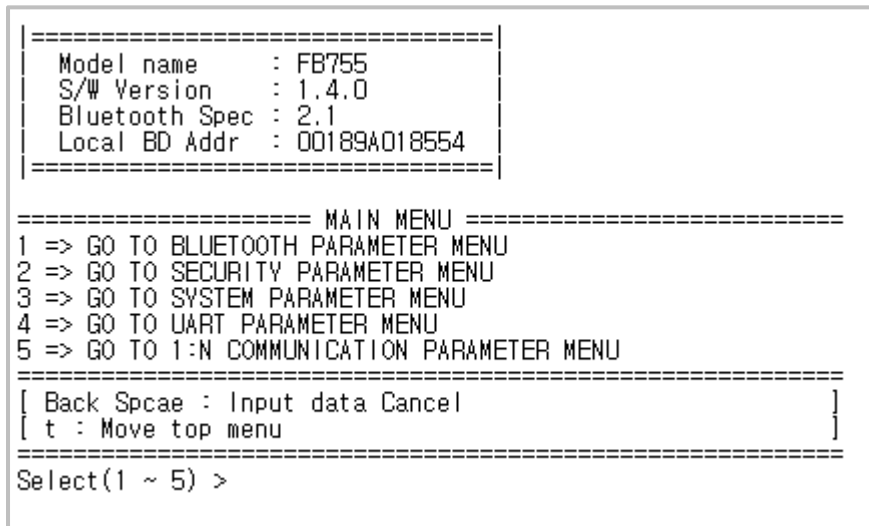 |=================================|
| Model name : FB755 |
| S/₩ Version : 1.4.0 |
| Bluetooth Spec : 2.1 |
| Local BD Addr : 00189A018554 |
|=================================|
===================== MAIN MENU ===========================
1 => GO TO BLUETOOTH PARAMETER MENU
2 => GO TO SECURITY PARAMETER MENU
3 => GO TO SYSTEM PARAMETER MENU
4 => GO TO UART PARAMETER MENU
5 => GO TO 1:N COMMUNICATION PARAMETER MENU
===========================================================
[ Back Spcae : Input data Cancel ]
[ t : Move top menu ]
===========================================================
Select(1 ~ 5) >